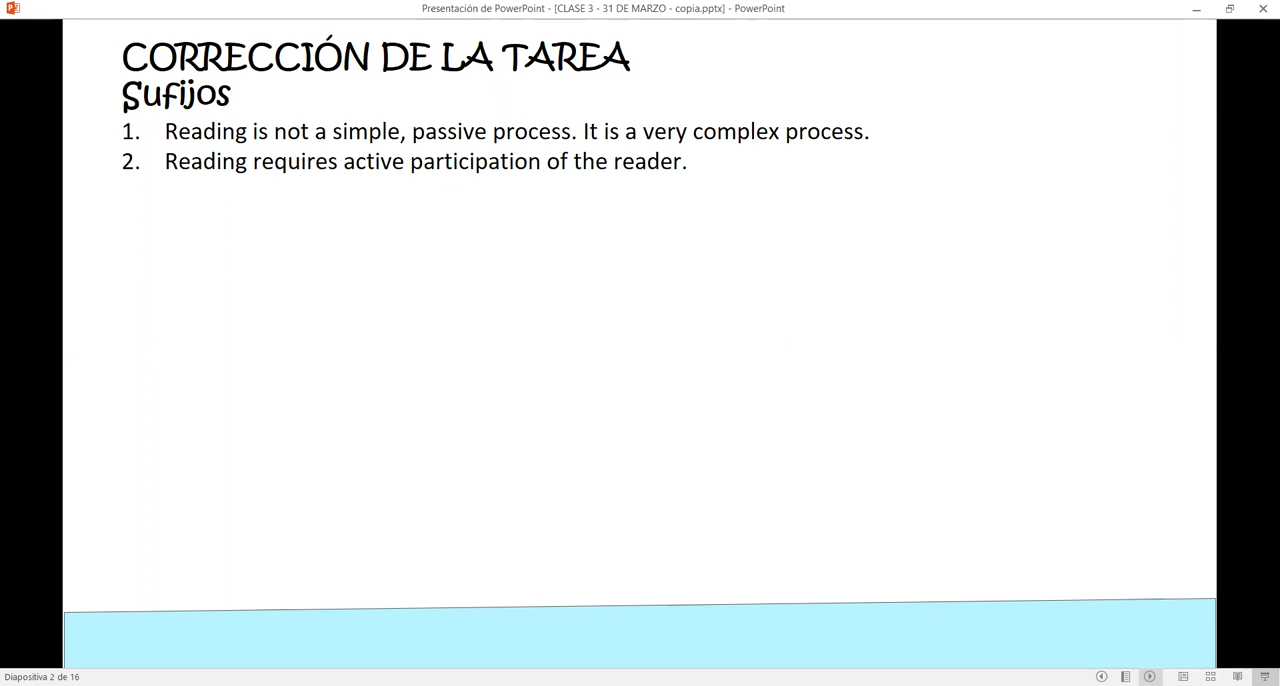 Presentación de PowerPoint - [CLASE 3 - 31 DE MARZO - copia.pptx] - PowerPoint
CORRECCIÓN DE LA TAREA
Sufijos
1. Reading is not a simple, passive process. It is a very complex process.
2. Reading requires active participation of the reader.
Diapositiva 2 de 16